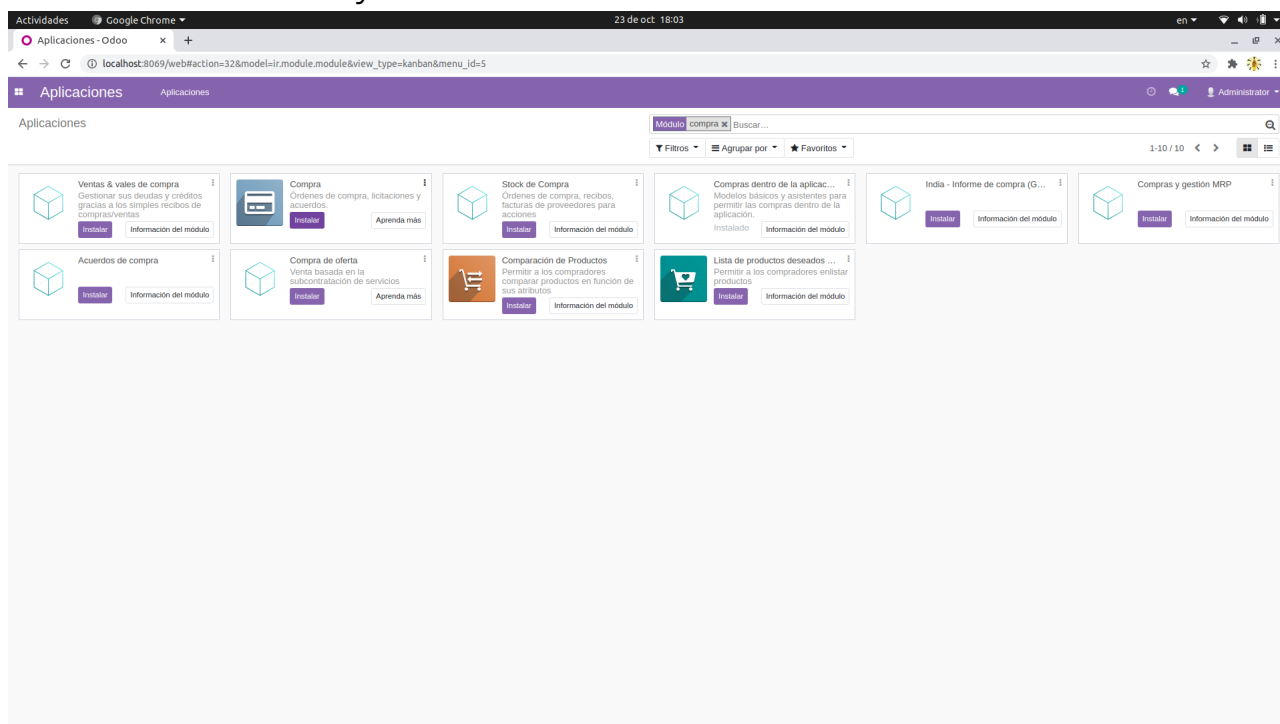 Actividades Google Chrome 23 de oct 18:03 en
Aplicaciones - Odoo
localhost:8069/web#action=32&model=ir.module.module&view_type=kanban&menu_id=5
Aplicaciones Aplicaciones 1 Administrator
Aplicaciones
Módulo compra Buscar...
Filtros Agrupar por Favoritos 1-10 / 10
Ventas & vales de compra
Gestionar sus deudas y créditos
gracias a los simples recibos de
compras/ventas
Instalar Información del módulo
Compra
Órdenes de compra, licitaciones y
acuerdos.
Instalar Aprenda más
Stock de Compra
Órdenes de compra, recibos,
facturas de proveedores para
acciones
Instalar Información del módulo
Compras dentro de la aplicac...
Modelos básicos y asistentes para
permitir las compras dentro de la
aplicación.
Instalado Información del módulo
India - Informe de compra (G...
Instalar Información del módulo
Compras y gestión MRP
Instalar Información del módulo
Acuerdos de compra
Instalar Información del módulo
Compra de oferta
Venta basada en la
subcontratación de servicios
Instalar Aprenda más
Comparación de Productos
Permitir a los compradores
comparar productos en función de
sus atributos
Instalar Información del módulo
Lista de productos deseados ...
Permitir a los compradores enlistar
productos
Instalar Información del módulo